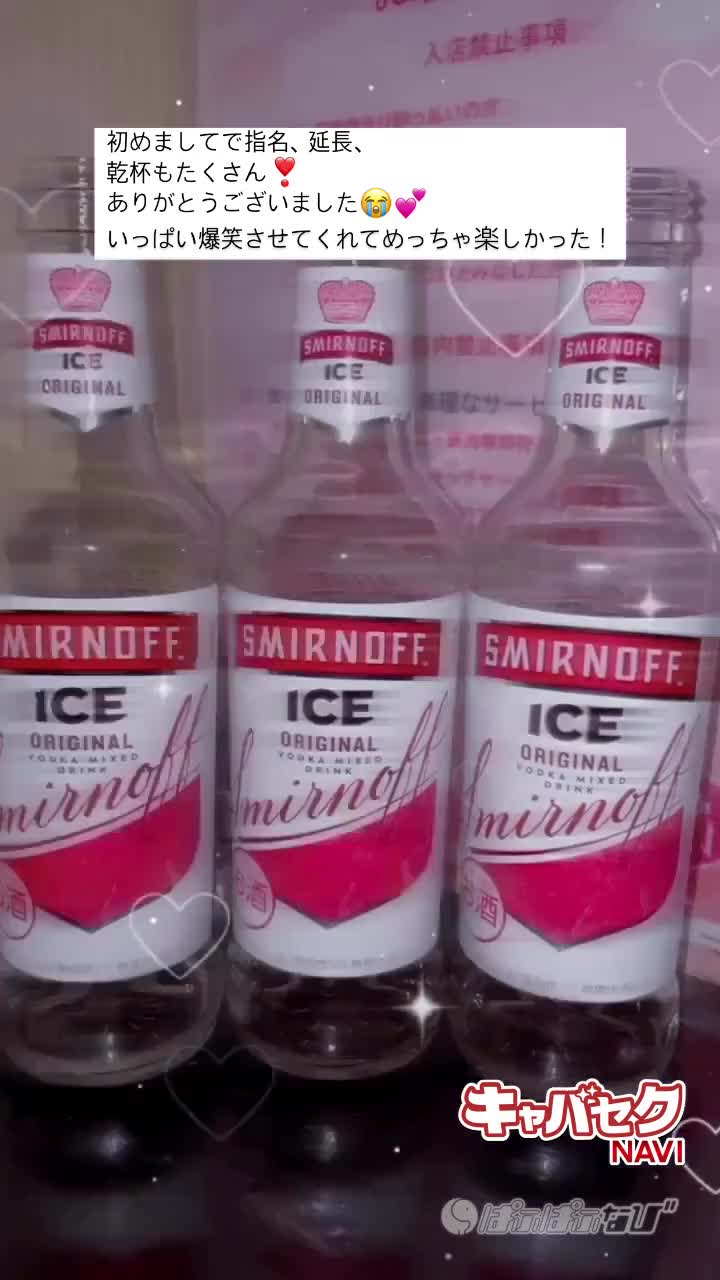 入店禁止事項
初めましてで指名、延長、
乾杯もたくさん❣️
ありがとうございました😭💕
いっぱい爆笑させてくれてめっちゃ楽しかった！
SMIRNOFF
ICE
ORIGINAL
SMIRNOFF
ICE
ORIGINAL
SMIRNOFF
ICE
ORIGINAL
SMIRNOFF.
ICE
ORIGINAL
VODKA MIXED
DRINK
Smirnoff
SMIRNOFF.
ICE
ORIGINAL
VODKA MIXED
DRINK
Smirnoff
SMIRNOFF.
ICE
ORIGINAL
VODKA MIXED
DRINK
Smirnoff
キャバセク
NAVI
ぱふぱふなび